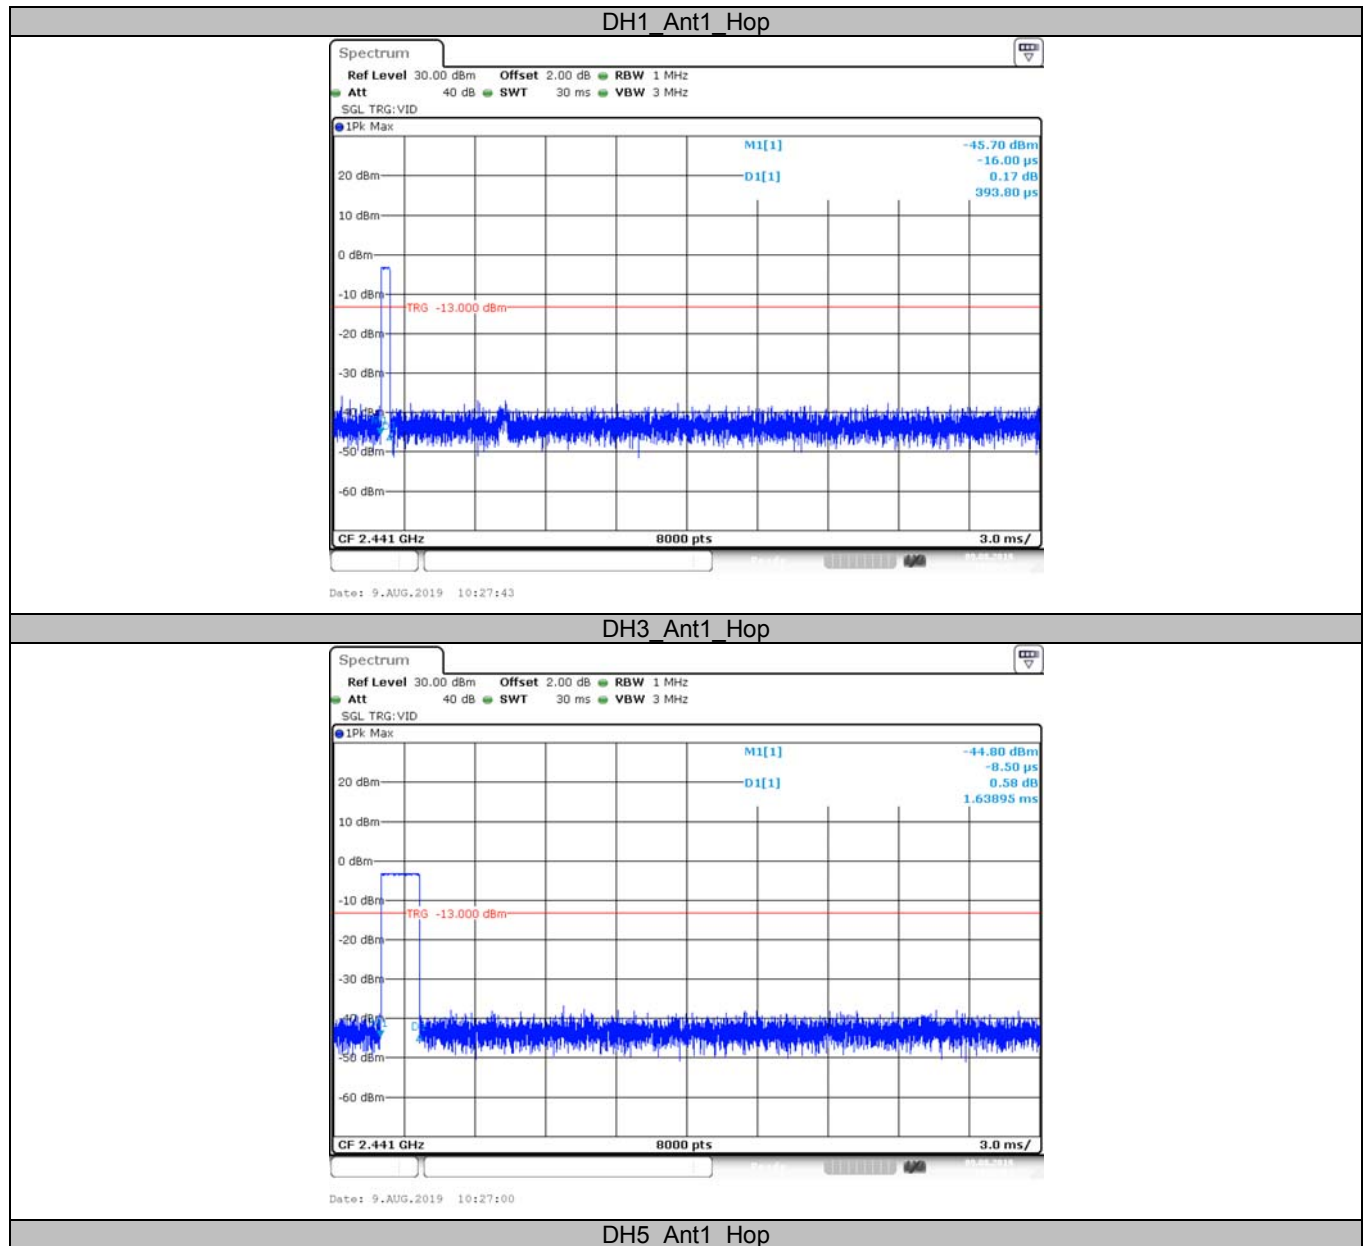 DH1_Ant1_Hop
Spectrum
Ref Level 30.00 dBm Offset 2.00 dB RBW 1 MHz
Att 40 dB SWT 30 ms VBW 3 MHz
SGL TRG:VID
1Pk Max
M1[1] -45.70 dBm
-16.00 µs
20 dBm D1[1] 0.17 dB
393.80 µs
10 dBm
0 dBm
-10 dBm
TRG -13.000 dBm
-20 dBm
-30 dBm
-40 dBm
-50 dBm
-60 dBm
CF 2.441 GHz 8000 pts 3.0 ms/
Date: 9.AUG.2019 10:27:43
DH3_Ant1_Hop
Spectrum
Ref Level 30.00 dBm Offset 2.00 dB RBW 1 MHz
Att 40 dB SWT 30 ms VBW 3 MHz
SGL TRG:VID
1Pk Max
M1[1] -44.80 dBm
-8.50 µs
20 dBm D1[1] 0.58 dB
1.63895 ms
10 dBm
0 dBm
-10 dBm
TRG -13.000 dBm
-20 dBm
-30 dBm
-40 dBm
-50 dBm
-60 dBm
CF 2.441 GHz 8000 pts 3.0 ms/
Date: 9.AUG.2019 10:27:00
DH5_Ant1_Hop